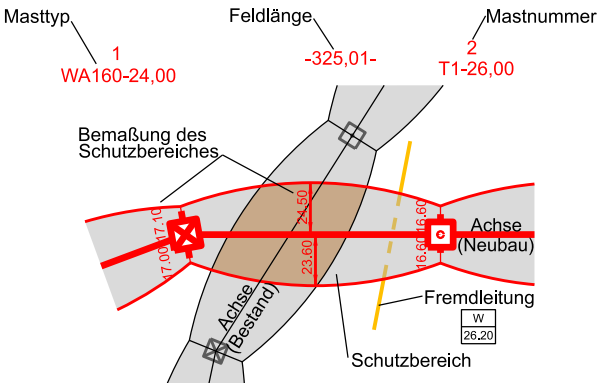 Masttyp
Feldlänge
Mastnummer
1
WA160-24,00
-325,01-
2
T1-26,00
Bemaßung des
Schutzbereiches
17.00
17.10
24.50
23.60
16.60
16.60
Achse
(Neubau)
Achse
(Bestand)
Fremdleitung
W
26.20
Schutzbereich